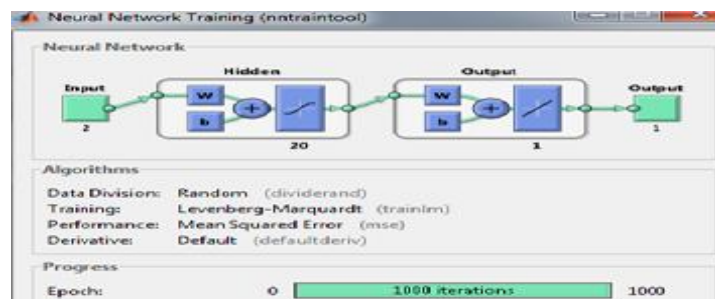 Neural Network Training (nntraintool)
Neural Network
Hidden
Output
Input
Output
W
W
b
b
2
20
1
1
Algorithms
Data Division: Random (dividerand)
Training: Levenberg-Marquardt (trainlm)
Performance: Mean Squared Error (mse)
Derivative: Default (defaultderiv)
Progress
Epoch: 0 1000 iterations 1000